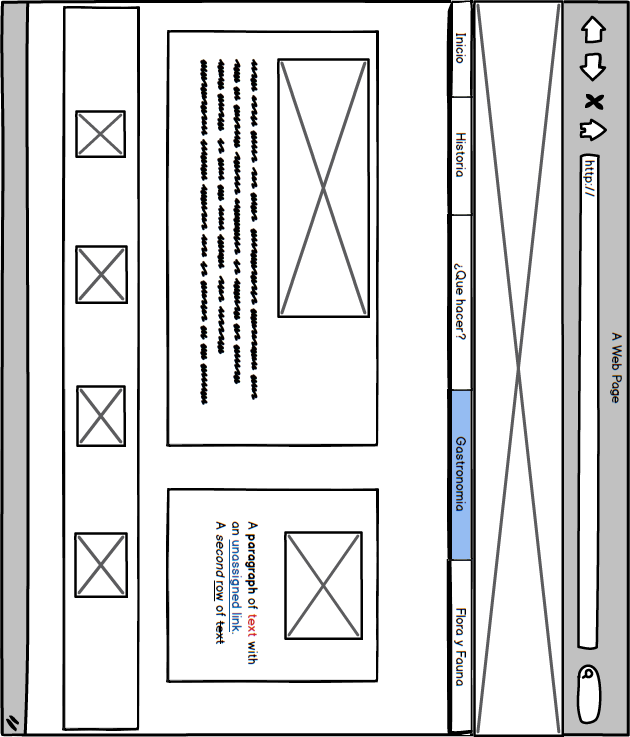 A Web Page
http://
Inicio
Historia
¿Que hacer?
Gastronomia
Flora y Fauna
A paragraph of text with
an unassigned link.
A second row of text